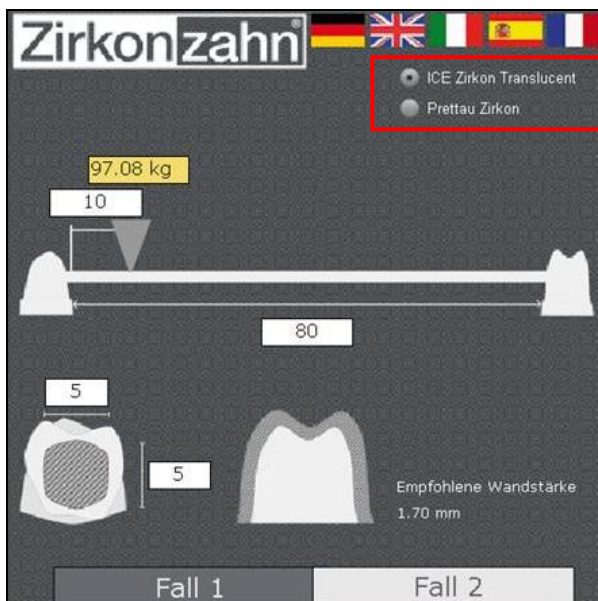 Zirkonzahn®
ICE Zirkon Translucent
Prettau Zirkon
97.08 kg
10
80
5
5
Empfohlene Wandstärke
1.70 mm
Fall 1
Fall 2